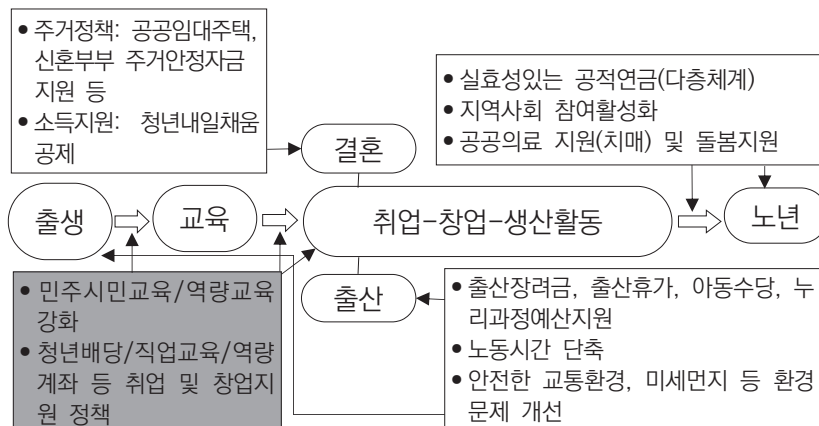 • 주거정책: 공공임대주택,
신혼부부 주거안정자금
지원 등
• 소득지원: 청년내일채움
공제
• 실효성있는 공적연금(다층체계)
• 지역사회 참여활성화
• 공공의료 지원(치매) 및 돌봄지원
결혼
출생
교육
취업-창업-생산활동
노년
출산
• 민주시민교육/역량교육
강화
• 청년배당/직업교육/역량
계좌 등 취업 및 창업지
원 정책
• 출산장려금, 출산휴가, 아동수당, 누
리과정예산지원
• 노동시간 단축
• 안전한 교통환경, 미세먼지 등 환경
문제 개선